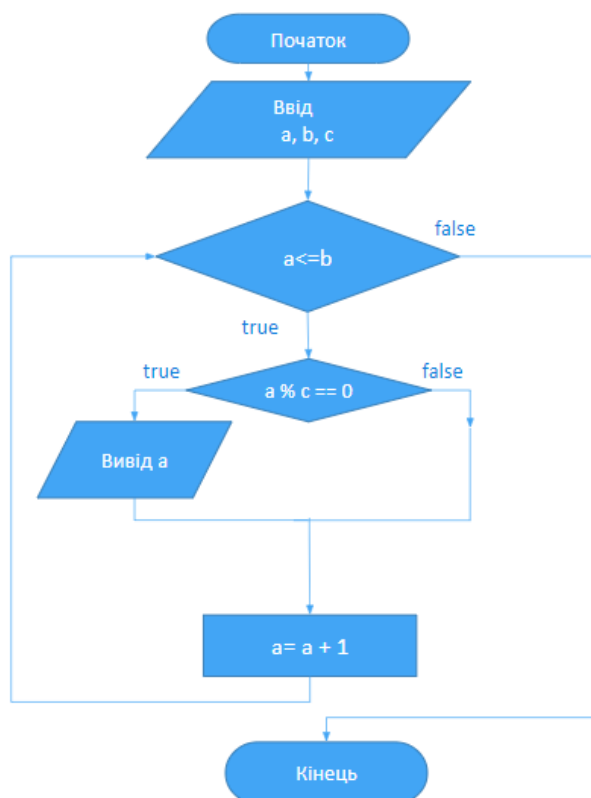 Початок
Ввід
a, b, c
false
a<=b
true
true
false
a % c == 0
Вивід a
a= a + 1
Кінець